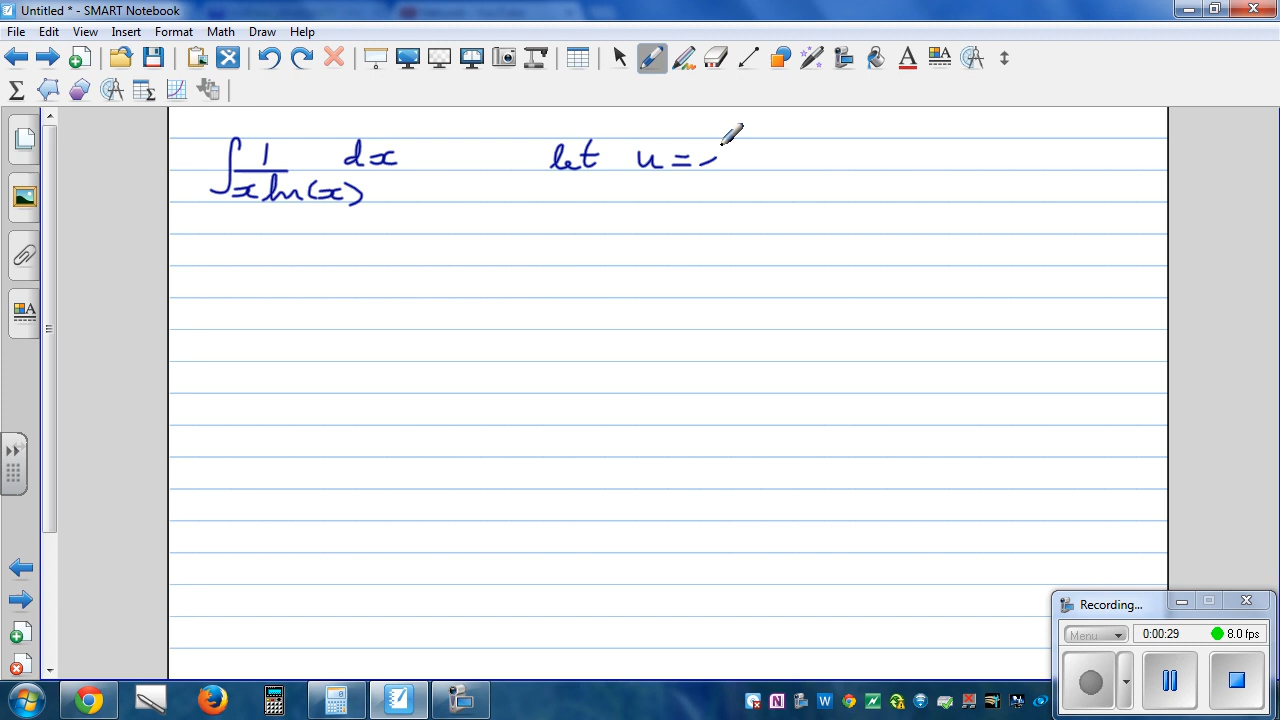 Untitled * - SMART Notebook
File Edit View Insert Format Math Draw Help
∫ 1/(x ln(x)) dx let u =
Recording...
Menu 0:00:29 8.0 fps